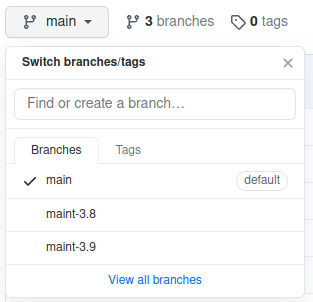 main 3 branches 0 tags
Switch branches/tags
Find or create a branch...
Branches Tags
main default
maint-3.8
maint-3.9
View all branches